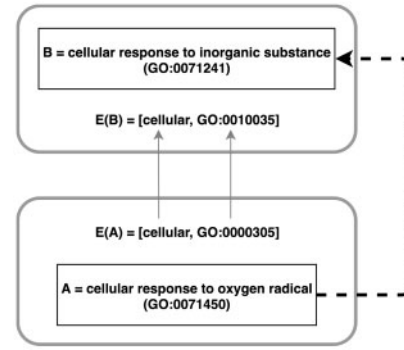 B = cellular response to inorganic substance
(GO:0071241)
E(B) = [cellular, GO:0010035]
E(A) = [cellular, GO:0000305]
A = cellular response to oxygen radical
(GO:0071450)